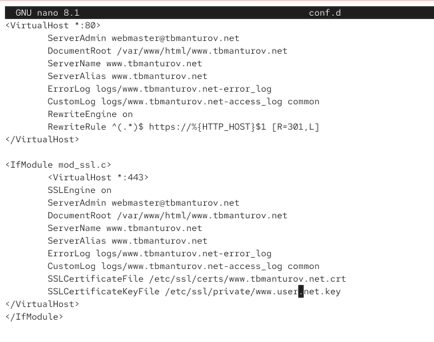 GNU nano 8.1 conf.d
<VirtualHost *:80>
ServerAdmin webmaster@tbmanturov.net
DocumentRoot /var/www/html/www.tbmanturov.net
ServerName www.tbmanturov.net
ServerAlias www.tbmanturov.net
ErrorLog logs/www.tbmanturov.net-error_log
CustomLog logs/www.tbmanturov.net-access_log common
RewriteEngine on
RewriteRule ^(.*)$ https://%{HTTP_HOST}$1 [R=301,L]
</VirtualHost>
<IfModule mod_ssl.c>
<VirtualHost *:443>
SSLEngine on
ServerAdmin webmaster@tbmanturov.net
DocumentRoot /var/www/html/www.tbmanturov.net
ServerName www.tbmanturov.net
ServerAlias www.tbmanturov.net
ErrorLog logs/www.tbmanturov.net-error_log
CustomLog logs/www.tbmanturov.net-access_log common
SSLCertificateFile /etc/ssl/certs/www.tbmanturov.net.crt
SSLCertificateKeyFile /etc/ssl/private/www.user.net.key
</VirtualHost>
</IfModule>